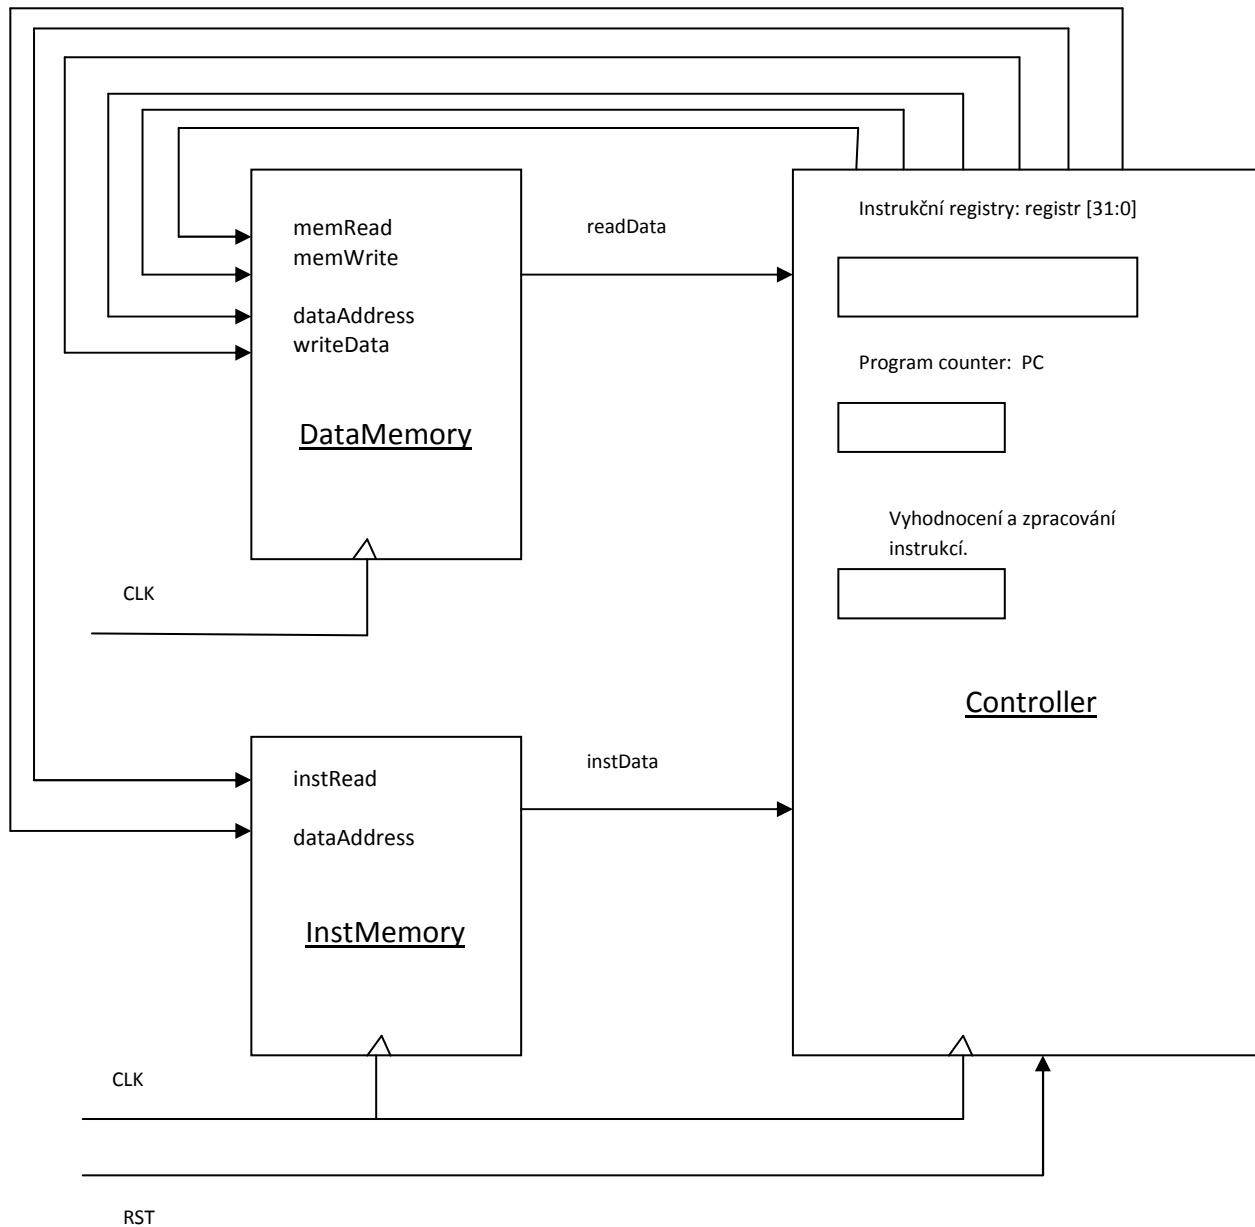 Instrukční registry: registr [31:0]
memRead
memWrite
dataAddress
writeData
DataMemory
readData
Program counter:  PC
Vyhodnocení a zpracování
instrukcí.
CLK
Controller
instRead
dataAddress
InstMemory
instData
CLK
RST